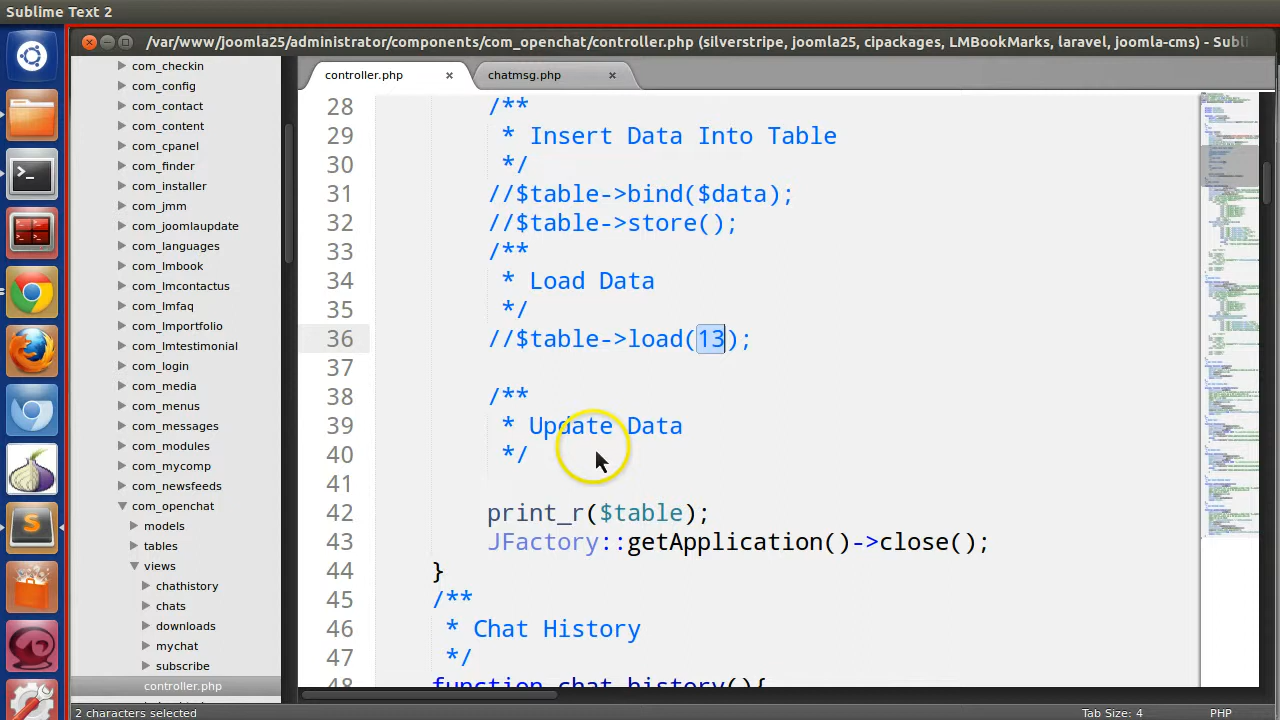 Sublime Text 2
/var/www/joomla25/administrator/components/com_openchat/controller.php (silverstripe, joomla25, cipackages, LMBookMarks, laravel, joomla-cms) - Subl
com_checkin
com_config
com_contact
com_content
com_cpanel
com_finder
com_installer
com_jmm
com_joomlaupdate
com_languages
com_lmbook
com_lmcontactus
com_lmfaq
com_lmportfolio
com_lmtestimonial
com_login
com_media
com_menus
com_messages
com_modules
com_mycomp
com_newsfeeds
com_openchat
models
tables
views
chathistory
chats
downloads
mychat
subscribe
controller.php
controller.php × chatmsg.php ×
28 /**
29 * Insert Data Into Table
30 */
31 //$table->bind($data);
32 //$table->store();
33 /**
34 * Load Data
35 */
36 //$table->load(13);
37
38 /**
39 * Update Data
40 */
41
42 print_r($table);
43 JFactory::getApplication()->close();
44 }
45 /**
46 * Chat History
47 */
48 function chat_history(){
2 characters selected Tab Size: 4 PHP